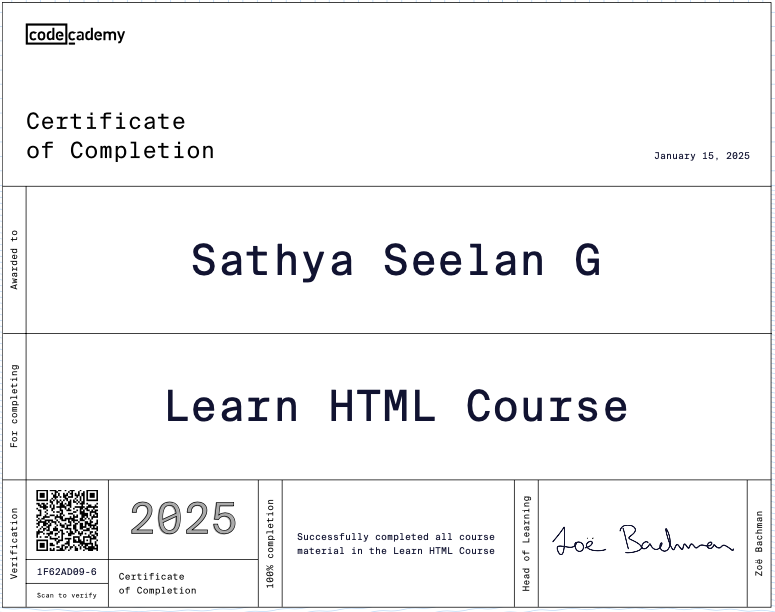 codecademy
Certificate
of Completion
January 15, 2025
Awarded to
Sathya Seelan G
For completing
Learn HTML Course
Verification
1F62AD09-6
Scan to verify
2025
Certificate
of Completion
100% completion
Successfully completed all course
material in the Learn HTML Course
Head of Learning
Zoë Bachman
Zoë Bachman